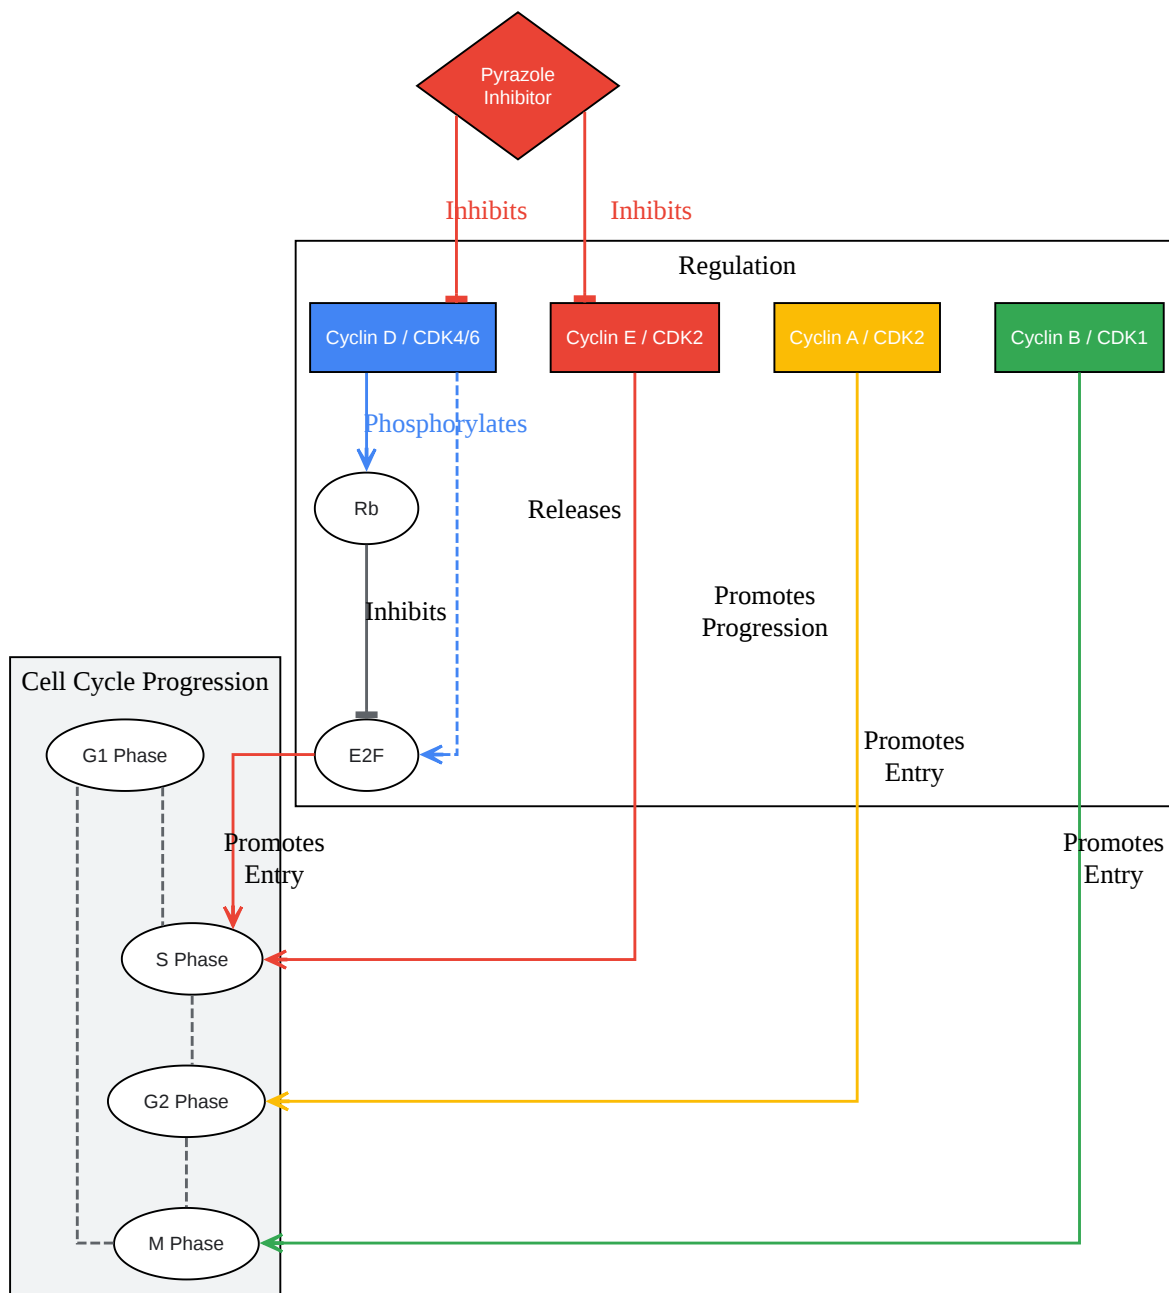 Pyrazole
Inhibitor
Inhibits
Inhibits
Regulation
Cyclin D / CDK4/6
Cyclin E / CDK2
Cyclin A / CDK2
Cyclin B / CDK1
Phosphorylates
Rb
Releases
Inhibits
Promotes
Progression
Cell Cycle Progression
G1 Phase
E2F
Promotes
Entry
Promotes
Entry
Promotes
Entry
S Phase
G2 Phase
M Phase